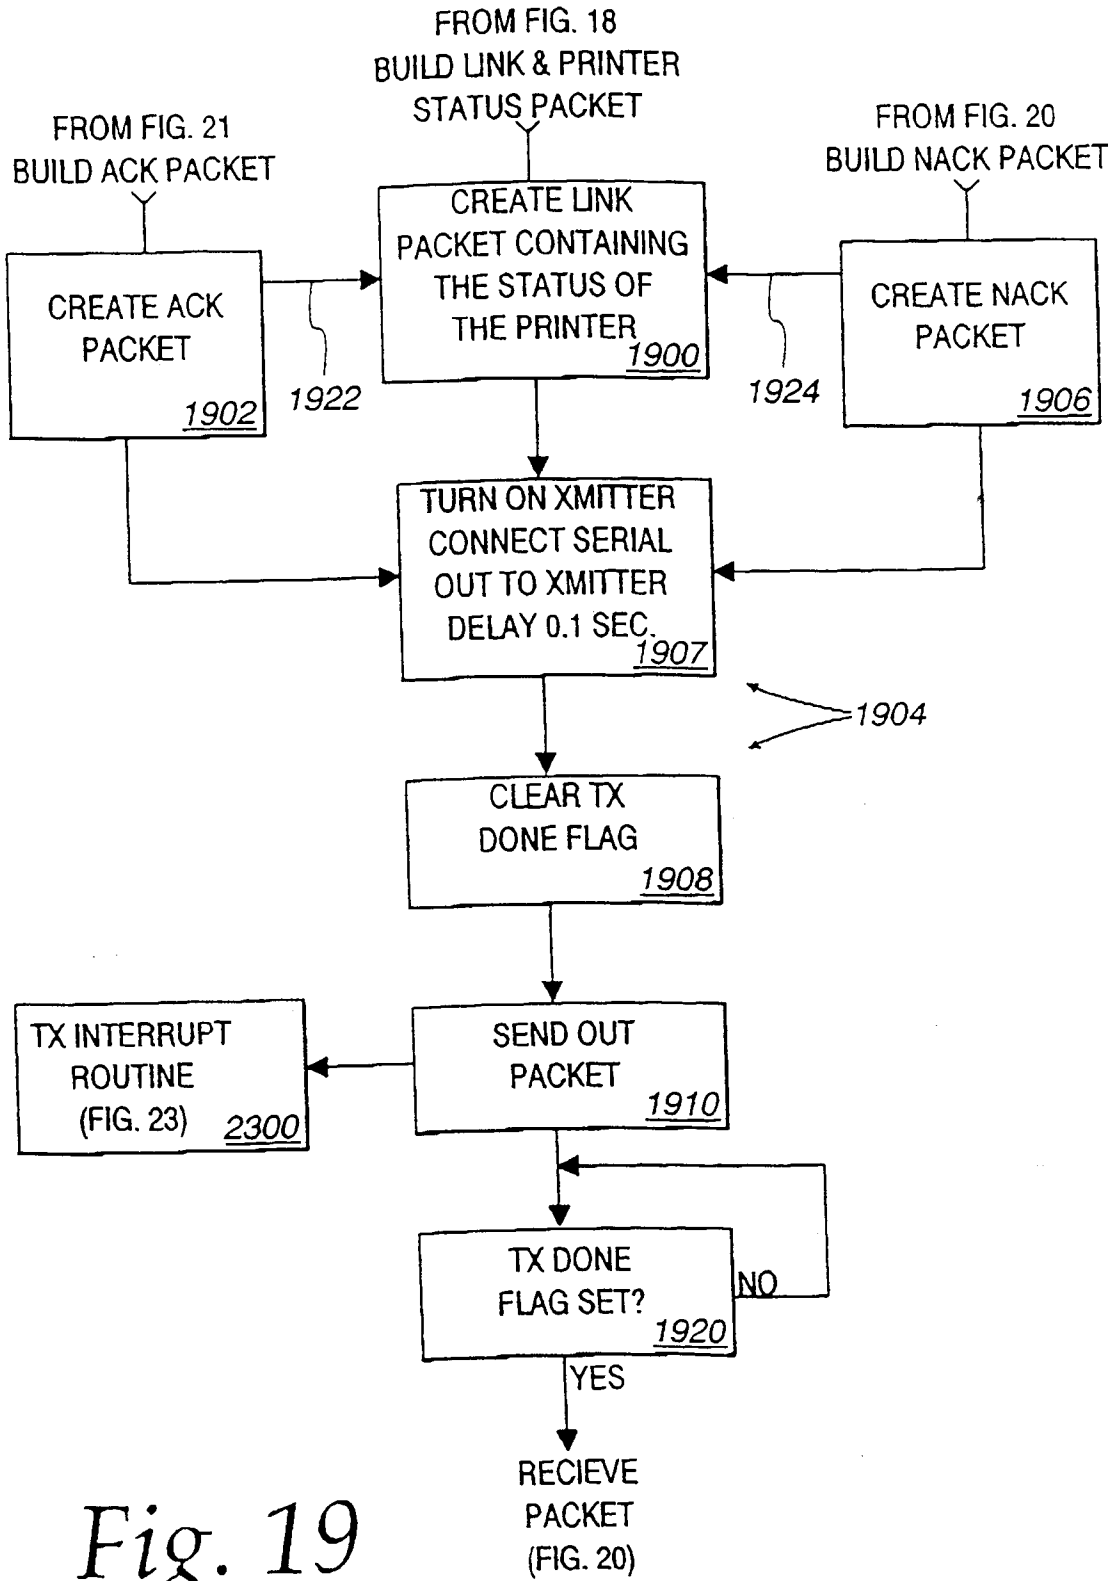 FROM FIG. 18
BUILD LINK & PRINTER
STATUS PACKET
FROM FIG. 21
BUILD ACK PACKET
FROM FIG. 20
BUILD NACK PACKET
CREATE LINK
PACKET CONTAINING
THE STATUS OF
THE PRINTER
1900
CREATE ACK
PACKET
1902
1922
CREATE NACK
PACKET
1906
1924
TURN ON XMITTER
CONNECT SERIAL
OUT TO XMITTER
DELAY 0.1 SEC.
1907
1904
CLEAR TX
DONE FLAG
1908
SEND OUT
PACKET
1910
TX INTERRUPT
ROUTINE
(FIG. 23)
2300
TX DONE
FLAG SET?
1920
NO
YES
RECIEVE
PACKET
(FIG. 20)
Fig. 19